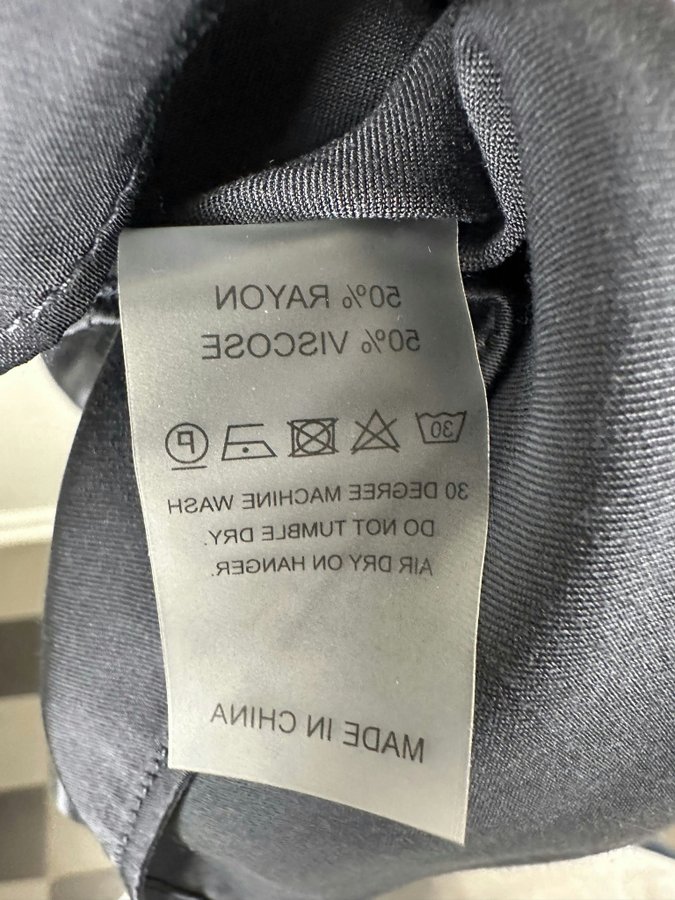 50% RAYON
50% VISCOSE
30 P
30 DEGREE MACHINE WASH
DO NOT TUMBLE DRY.
AIR DRY ON HANGER.
MADE IN CHINA